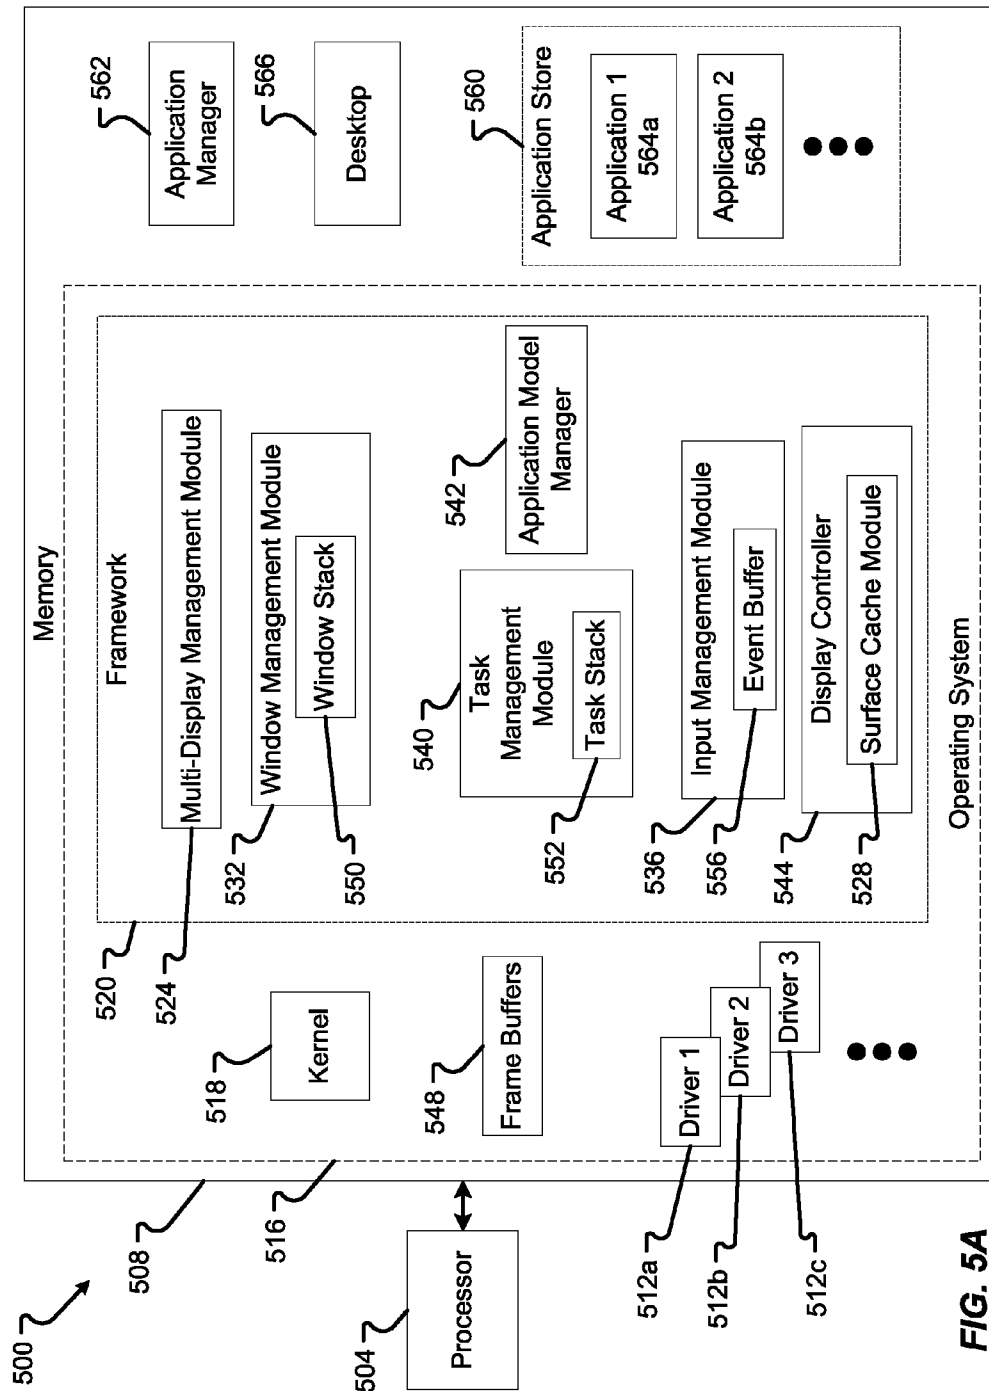 500
508
516
504
Processor
Memory
Operating System
520
Framework
524
Multi-Display Management Module
532
Window Management Module
550
Window Stack
540
Task
Management
Module
552
Task Stack
542
Application Model
Manager
536
Input Management Module
556
Event Buffer
544
Display Controller
528
Surface Cache Module
518
Kernel
548
Frame Buffers
512a
Driver 1
512b
Driver 2
512c
Driver 3
562
Application
Manager
566
Desktop
560
Application Store
Application 1
564a
Application 2
564b
FIG. 5A